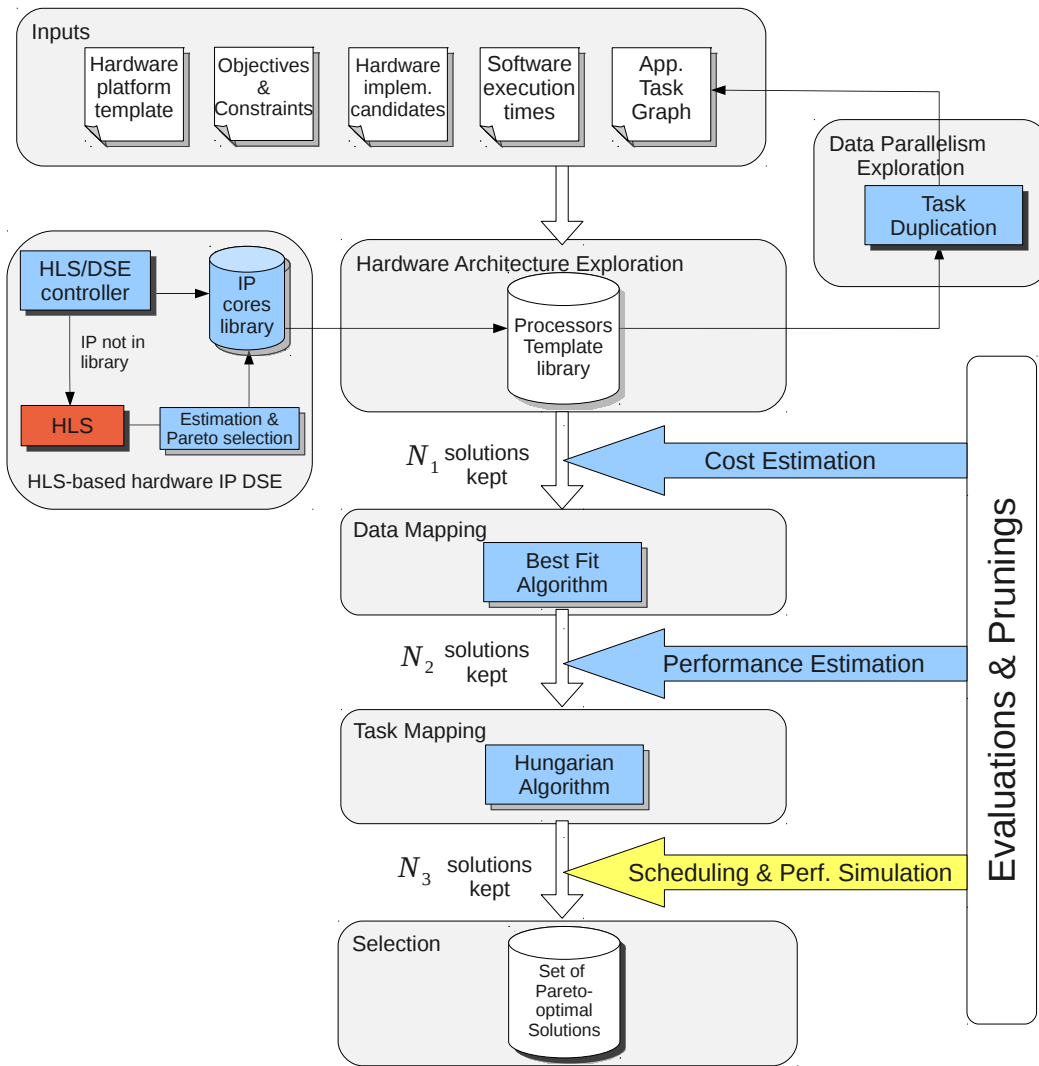 Inputs
Hardware
platform
template
Objectives
&
Constraints
Hardware
implem.
candidates
Software
execution
times
App.
Task
Graph
Data Parallelism
Exploration
Task
Duplication
HLS/DSE
controller
IP
cores
library
IP not in
library
HLS
Estimation &
Pareto selection
HLS-based hardware IP DSE
Hardware Architecture Exploration
Processors
Template
library
N1 solutions
kept
Cost Estimation
Data Mapping
Best Fit
Algorithm
N2 solutions
kept
Performance Estimation
Task Mapping
Hungarian
Algorithm
N3 solutions
kept
Scheduling & Perf. Simulation
Selection
Set of
Pareto-
optimal
Solutions
Evaluations & Prunings